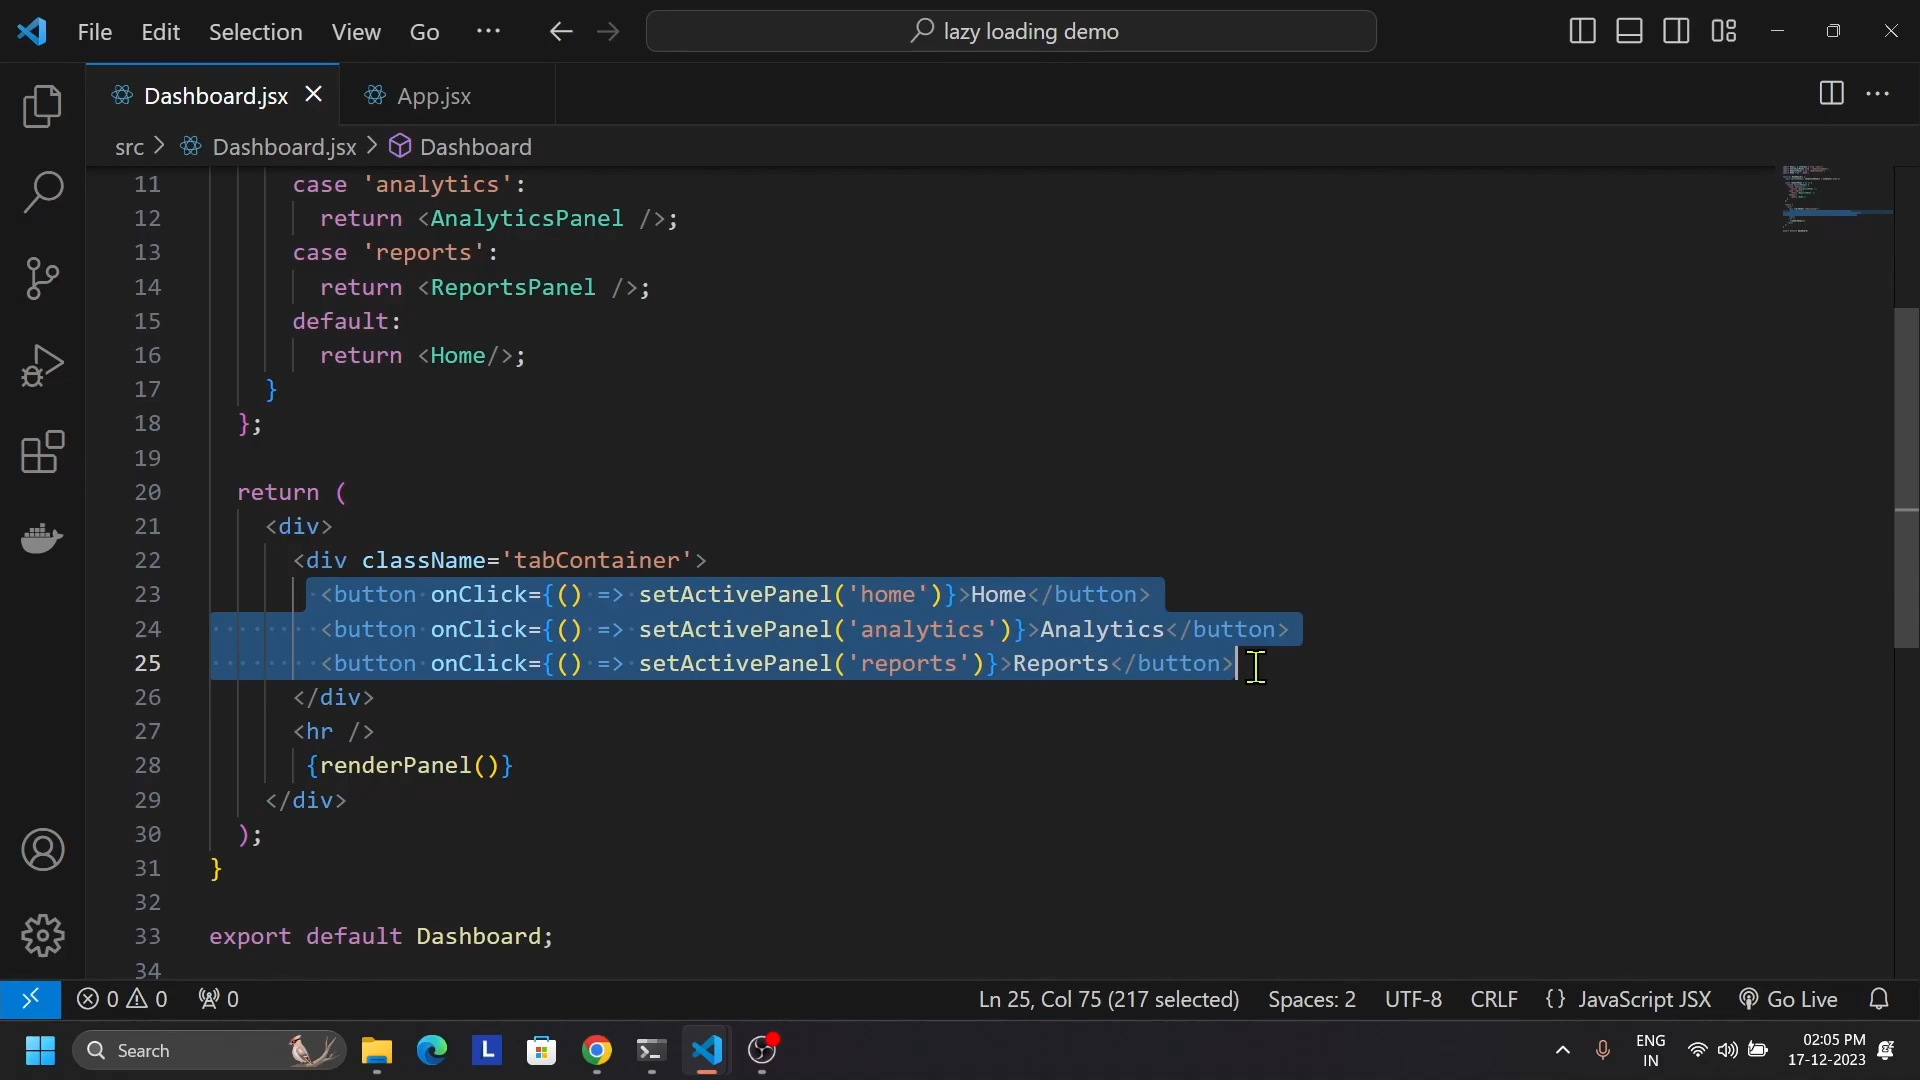 File Edit Selection View Go ··· lazy loading demo
Dashboard.jsx App.jsx
src > Dashboard.jsx > Dashboard
11 case 'analytics':
12 return <AnalyticsPanel />;
13 case 'reports':
14 return <ReportsPanel />;
15 default:
16 return <Home/>;
17 }
18 };
19
20 return (
21 <div>
22 <div className='tabContainer'>
23 <button onClick={() => setActivePanel('home')}>Home</button>
24 <button onClick={() => setActivePanel('analytics')}>Analytics</button>
25 <button onClick={() => setActivePanel('reports')}>Reports</button>
26 </div>
27 <hr />
28 {renderPanel()}
29 </div>
30 );
31 }
32
33 export default Dashboard;
34
0 0 0 Ln 25, Col 75 (217 selected) Spaces: 2 UTF-8 CRLF {} JavaScript JSX Go Live
Search L ENG IN 02:05 PM 17-12-2023